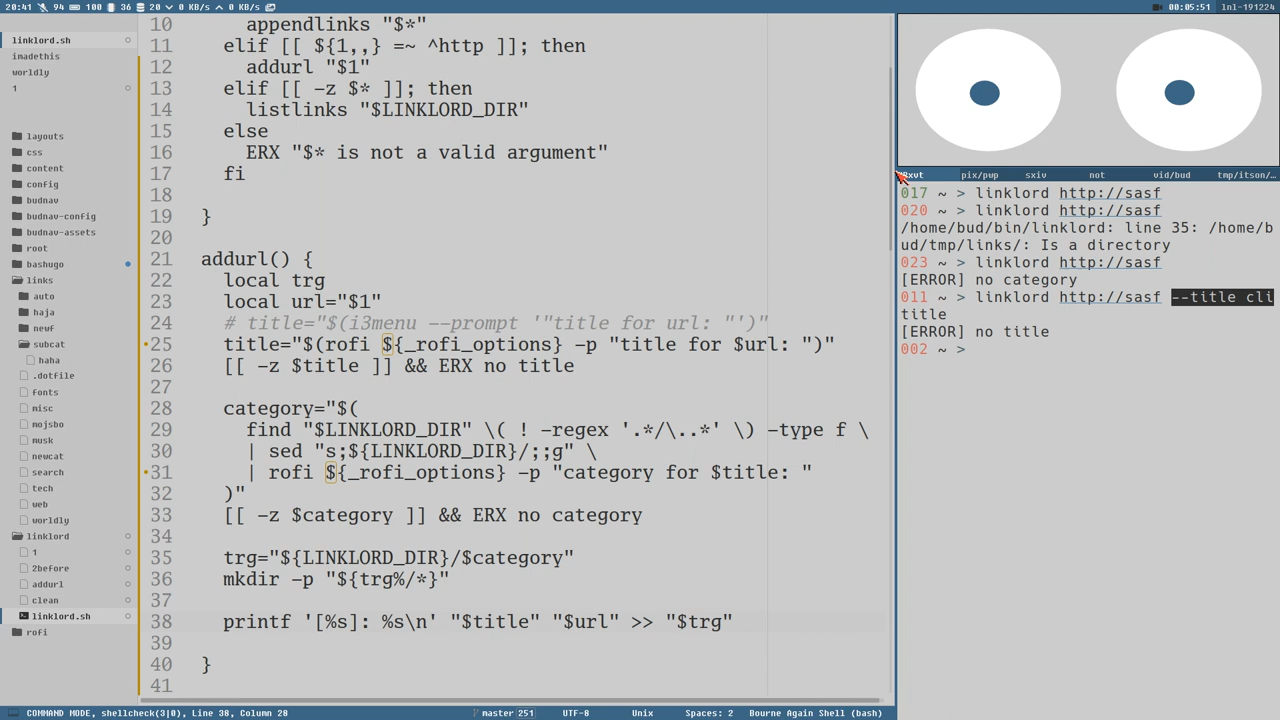 20:41 94 100 36 20 0 KB/s 0 KB/s 00:05:51 lnl-191224
linklord.sh
imadethis
worldly
1
layouts
css
content
config
budnav
budnav-config
budnav-assets
root
bashugo
links
auto
haja
newf
subcat
haha
.dotfile
fonts
misc
mojsbo
musk
newcat
search
tech
web
worldly
linklord
1
2before
addurl
clean
linklord.sh
rofi
10 appendlinks "$*"
11 elif [[ ${1,,} =~ ^http ]]; then
12 addurl "$1"
13 elif [[ -z $* ]]; then
14 listlinks "$LINKLORD_DIR"
15 else
16 ERX "$* is not a valid argument"
17 fi
18
19 }
20
21 addurl() {
22 local trg
23 local url="$1"
24 # title="$(i3menu --prompt '"title for url: "')"
25 title="$(rofi ${_rofi_options} -p "title for $url: ")"
26 [[ -z $title ]] && ERX no title
27
28 category="$(
29 find "$LINKLORD_DIR" \( ! -regex '.*/\..*' \) -type f \
30 | sed "s;${LINKLORD_DIR}/;;g" \
31 | rofi ${_rofi_options} -p "category for $title: "
32 )"
33 [[ -z $category ]] && ERX no category
34
35 trg="${LINKLORD_DIR}/$category"
36 mkdir -p "${trg%/*}"
37
38 printf '[%s]: %s\n' "$title" "$url" >> "$trg"
39
40 }
41
pix/pwp sxiv not vid/bud tmp/itson/…
017 ~ > linklord http://sasf
020 ~ > linklord http://sasf
/home/bud/bin/linklord: line 35: /home/b
ud/tmp/links/: Is a directory
023 ~ > linklord http://sasf
[ERROR] no category
011 ~ > linklord http://sasf --title cli
title
[ERROR] no title
002 ~ >
COMMAND MODE, shellcheck(3|0), Line 38, Column 28 master 251 UTF-8 Unix Spaces: 2 Bourne Again Shell (bash)